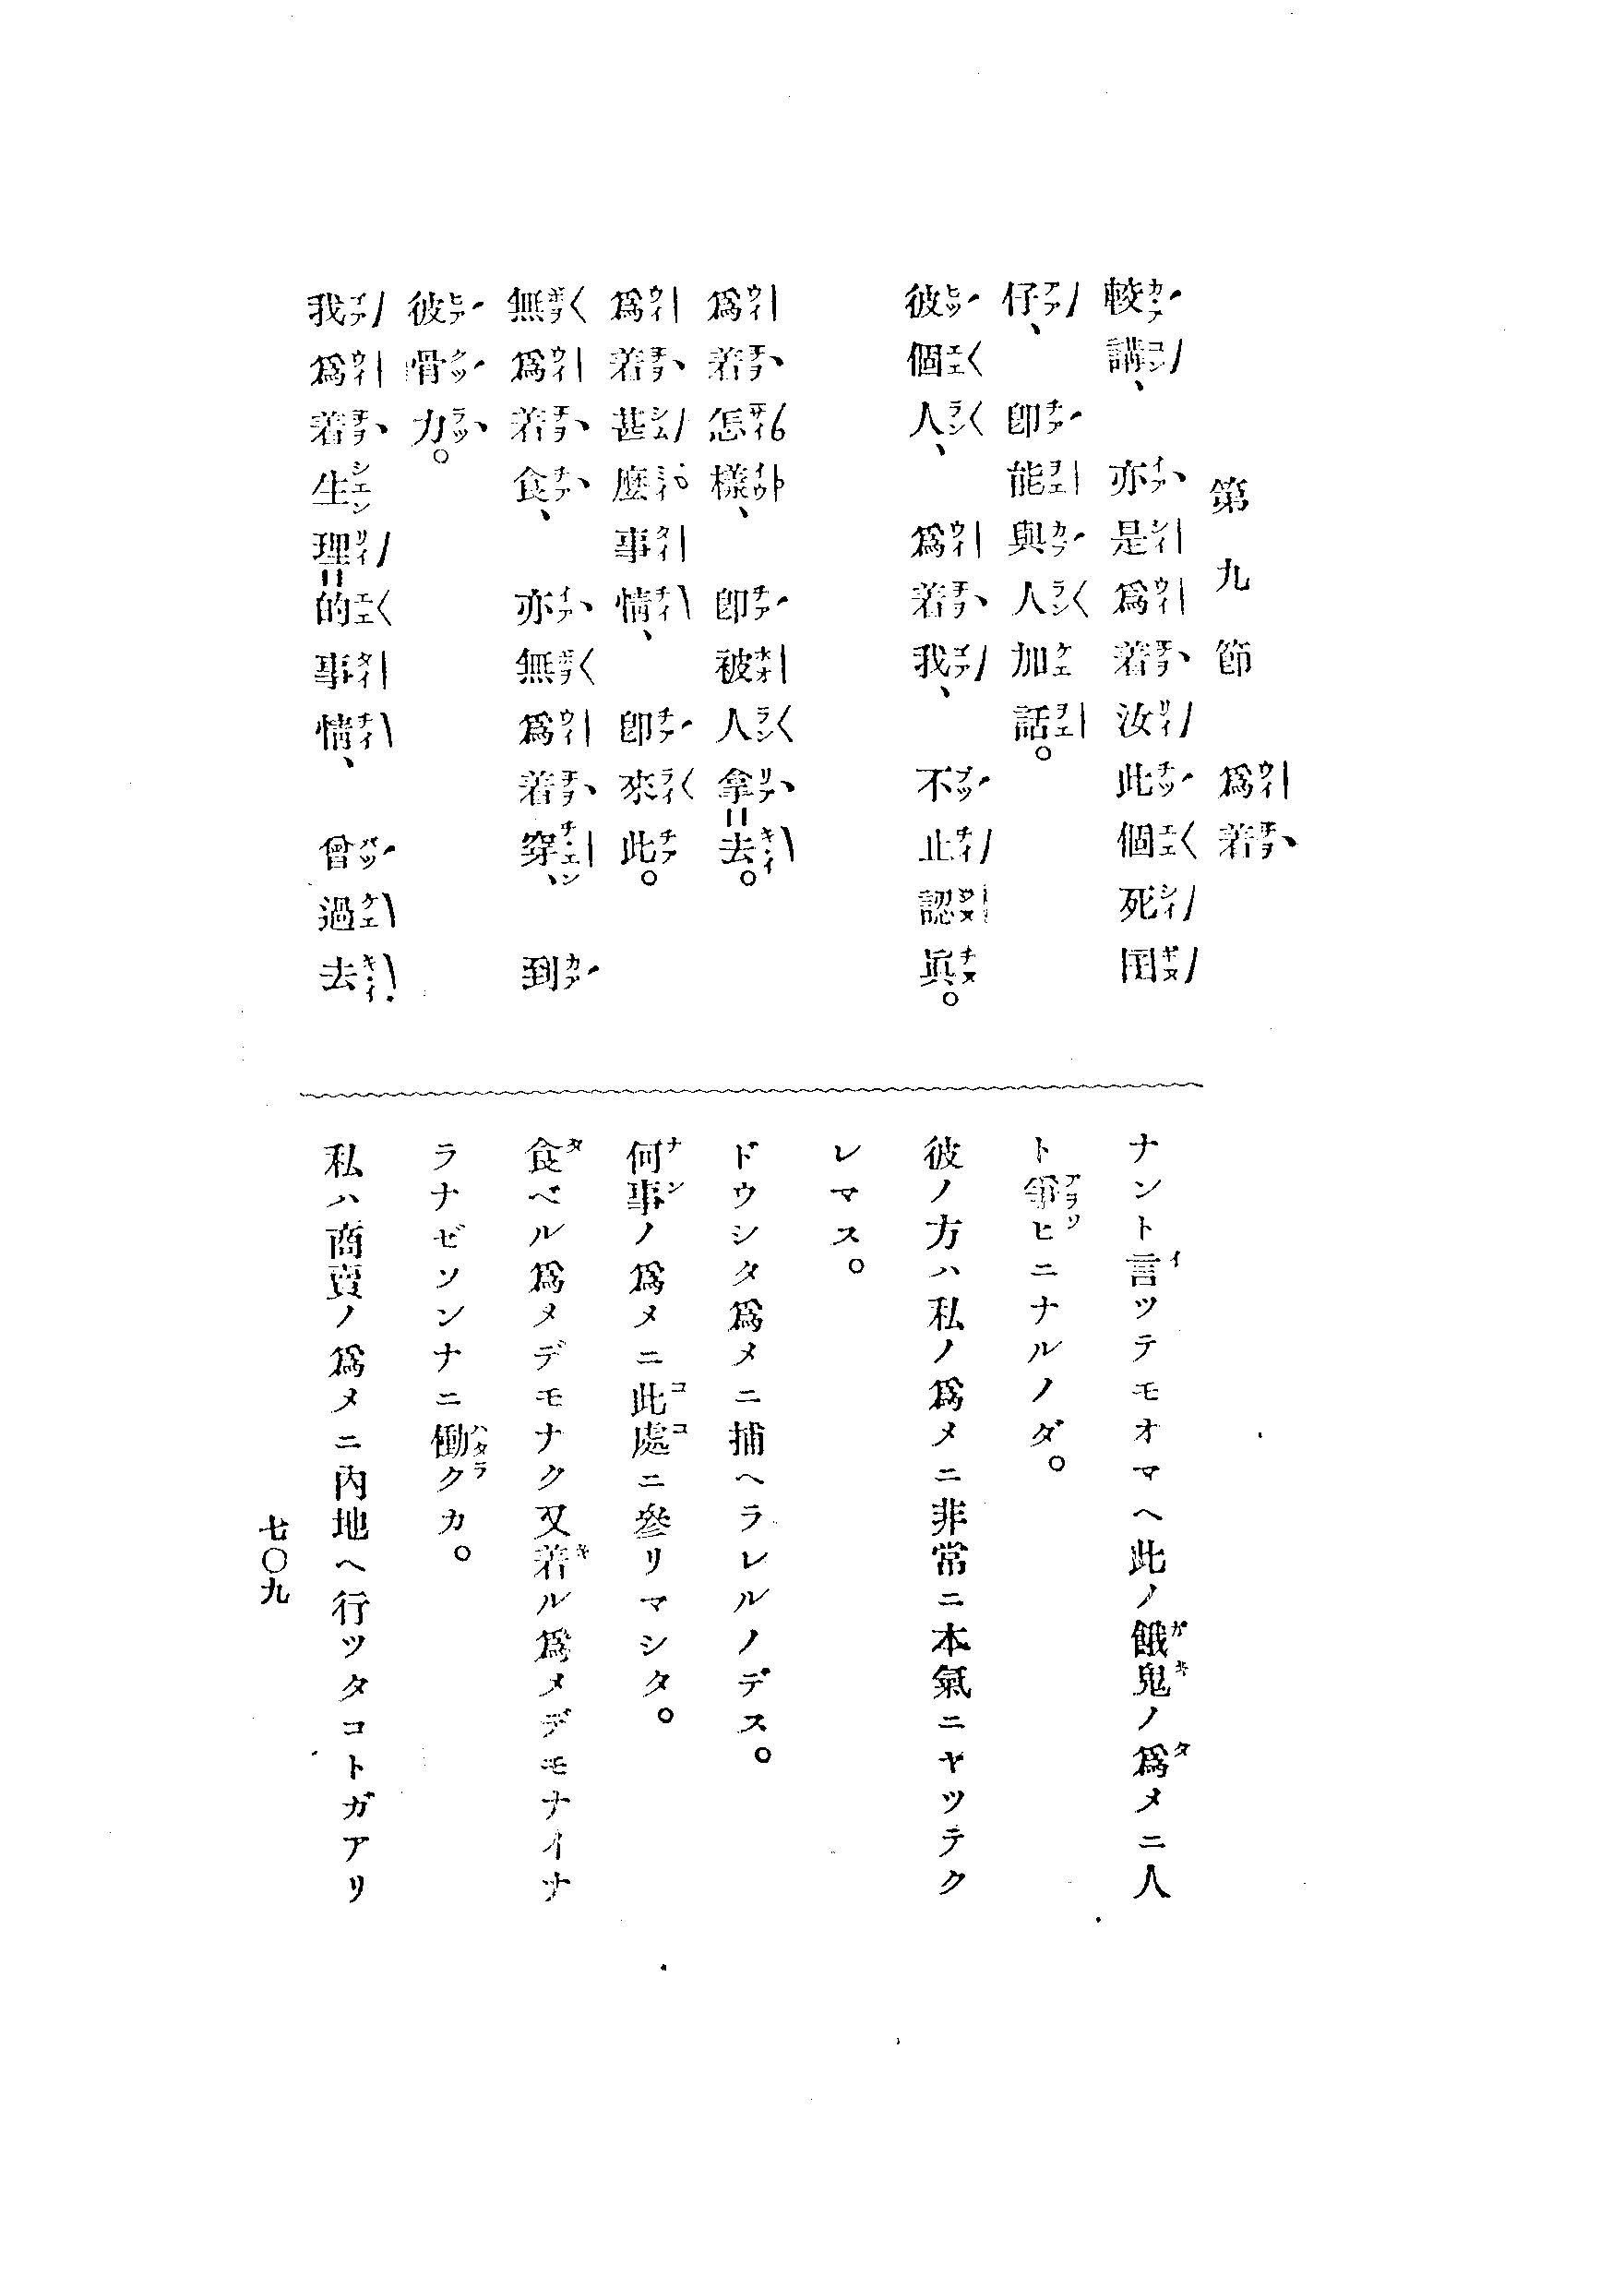 第九節 爲着
較講、亦是爲着汝此個死囝
仔、卽能與人加話。
彼個人、爲着我、不止認眞。
爲着怎樣、卽被人拿=去。
爲着甚麼事情、卽來此。
無爲着食、亦無爲着穿、到
彼骨力。
我爲着生理=的事情、曾過去
ナント言ツテモオマヘ此ノ餓鬼ノ爲メニ人
ト爭ヒニナルノダ。
彼ノ方ハ私ノ爲メニ非常ニ本氣ニヤツテク
レマス。
ドウシタ爲メニ捕ヘラレルノデス。
何事ノ爲メニ此處ニ參リマシタ。
食ベル爲メデモナク又着ル爲メデモナイナ
ラナゼソンナニ働クカ。
私ハ商賣ノ爲メニ內地ヘ行ツタコトガアリ
七〇九